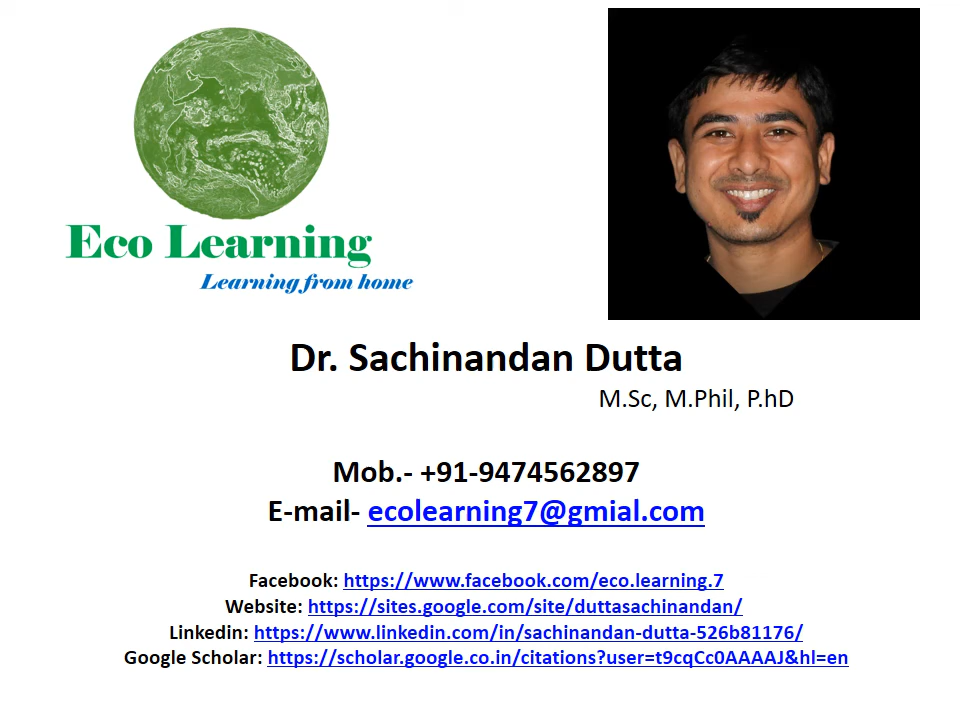 Eco Learning
Learning from home
Dr. Sachinandan Dutta
M.Sc, M.Phil, P.hD
Mob.- +91-9474562897
E-mail- ecolearning7@gmial.com
Facebook: https://www.facebook.com/eco.learning.7
Website: https://sites.google.com/site/duttasachinandan/
Linkedin: https://www.linkedin.com/in/sachinandan-dutta-526b81176/
Google Scholar: https://scholar.google.co.in/citations?user=t9cqCc0AAAAJ&hl=en